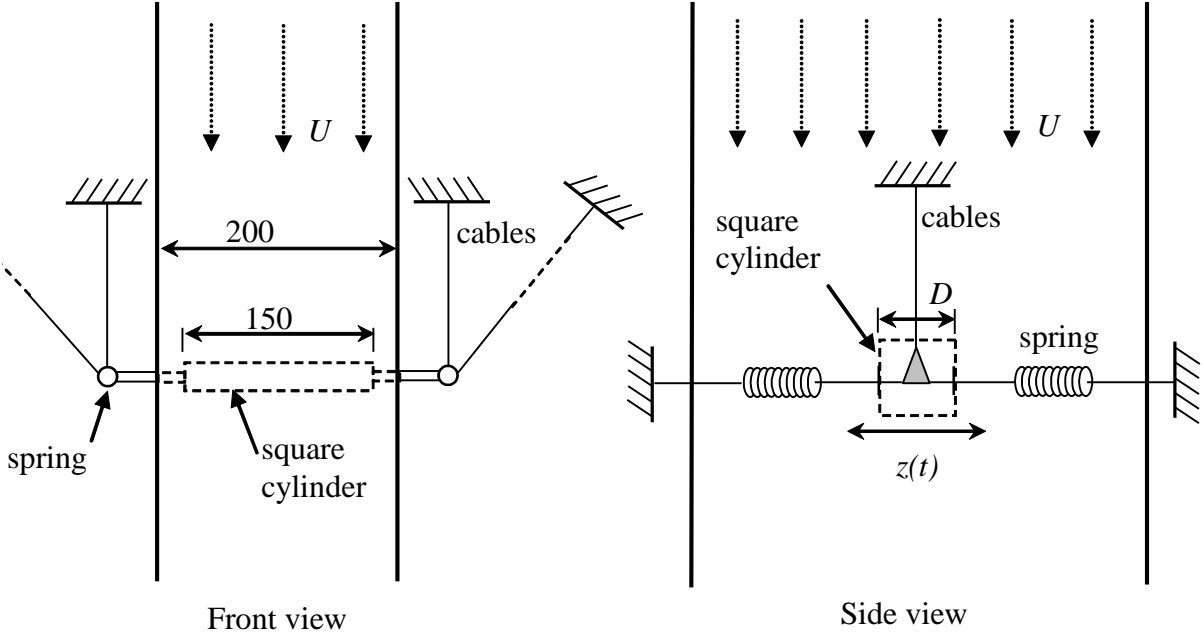 U
200
cables
150
spring
square
cylinder
Front view
U
square
cylinder
cables
D
spring
z(t)
Side view